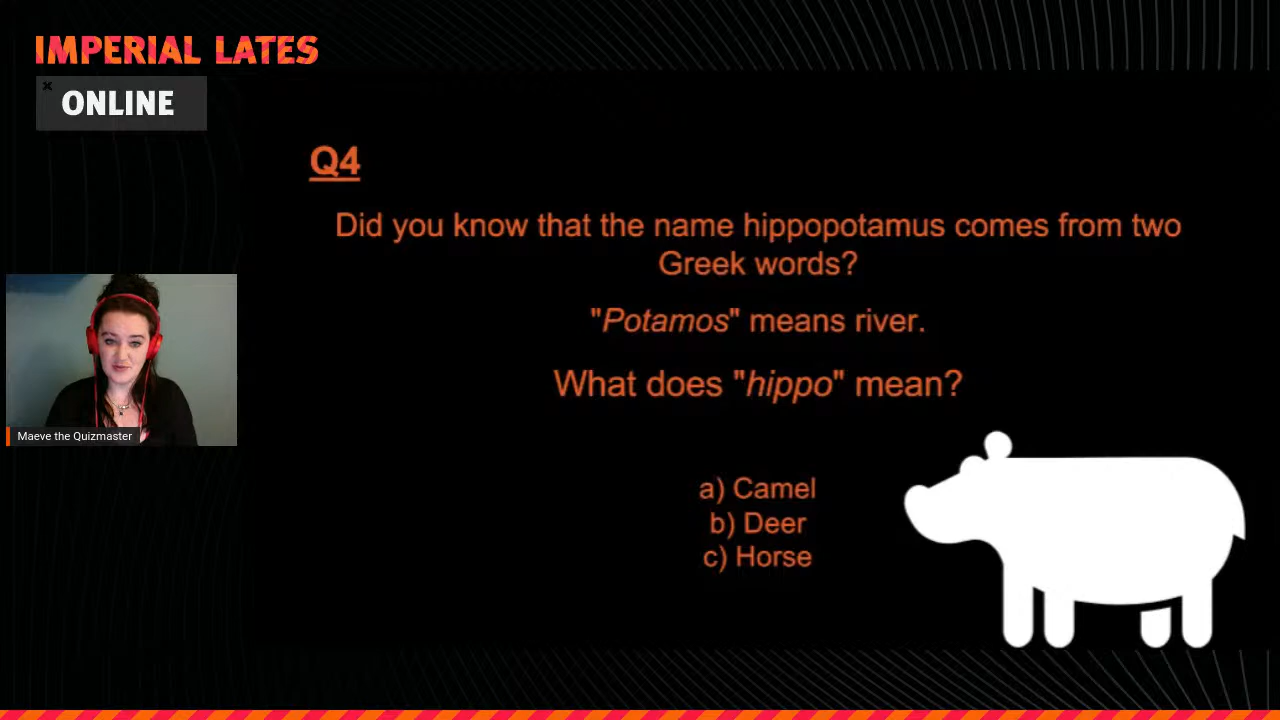 IMPERIAL LATES
ONLINE
Q4
Did you know that the name hippopotamus comes from two
Greek words?
"Potamos" means river.
What does "hippo" mean?
a) Camel
b) Deer
c) Horse
Maeve the Quizmaster